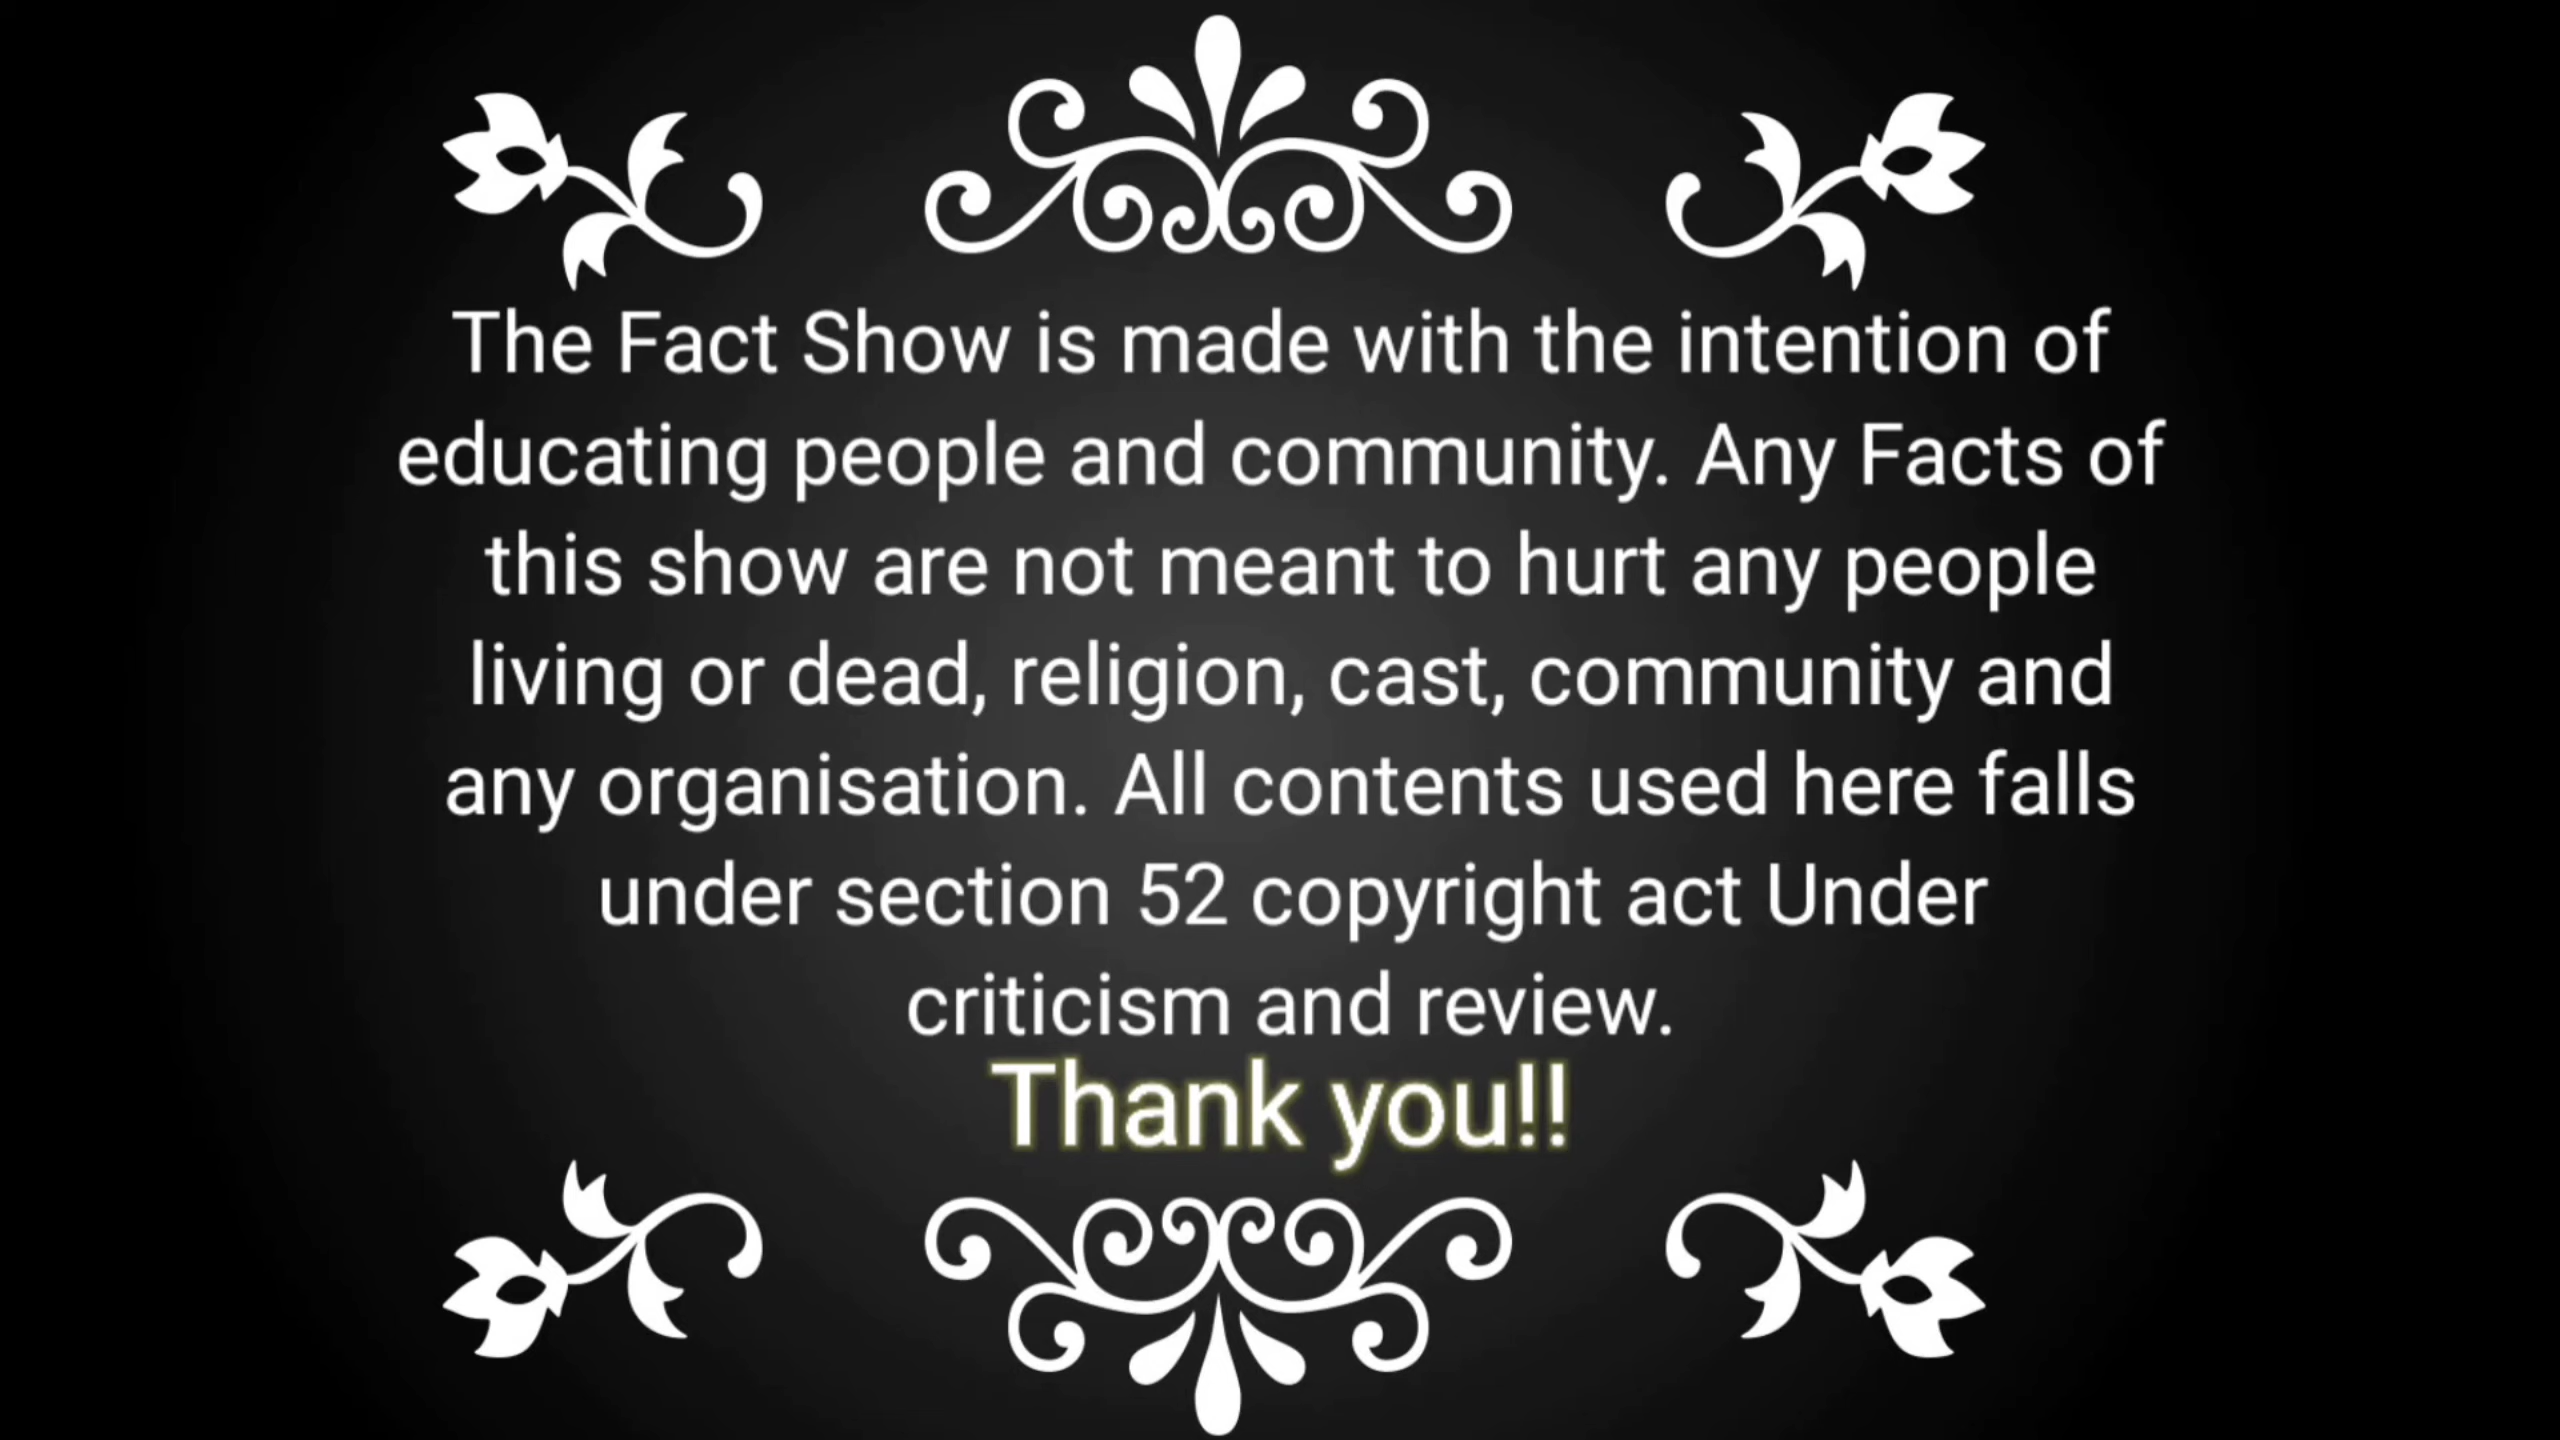 The Fact Show is made with the intention of
educating people and community. Any Facts of
this show are not meant to hurt any people
living or dead, religion, cast, community and
any organisation. All contents used here falls
under section 52 copyright act Under
criticism and review.
Thank you!!